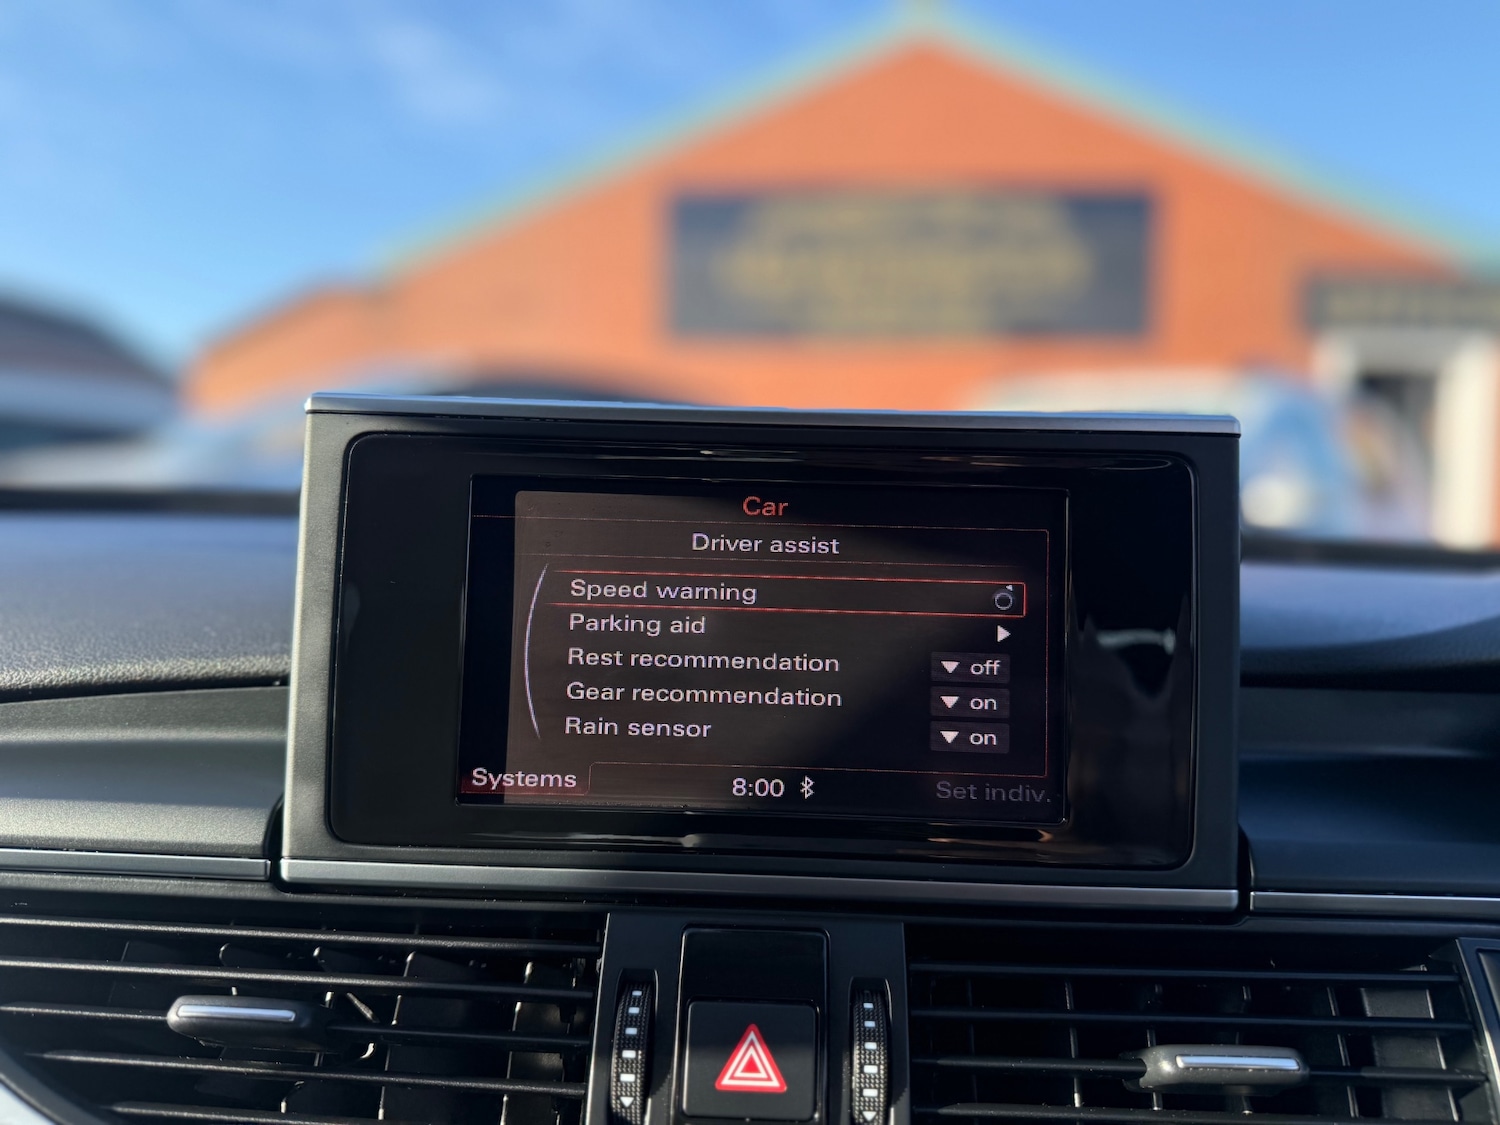 Car
Driver assist
Speed warning
Parking aid
Rest recommendation off
Gear recommendation on
Rain sensor on
Systems 8:00 Set indiv.